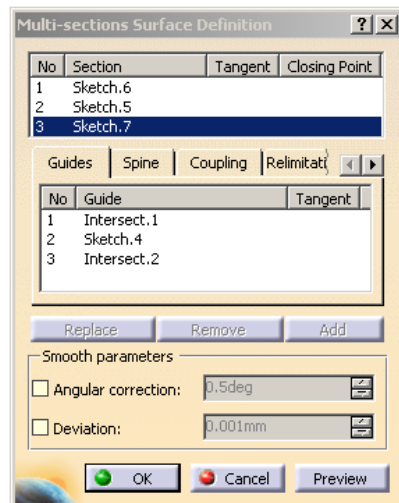 Multi-sections Surface Definition ? X
No Section Tangent Closing Point
1 Sketch.6
2 Sketch.5
3 Sketch.7
Guides Spine Coupling Relimitati
No Guide Tangent
1 Intersect.1
2 Sketch.4
3 Intersect.2
Replace Remove Add
Smooth parameters
Angular correction: 0.5deg
Deviation: 0.001mm
OK Cancel Preview